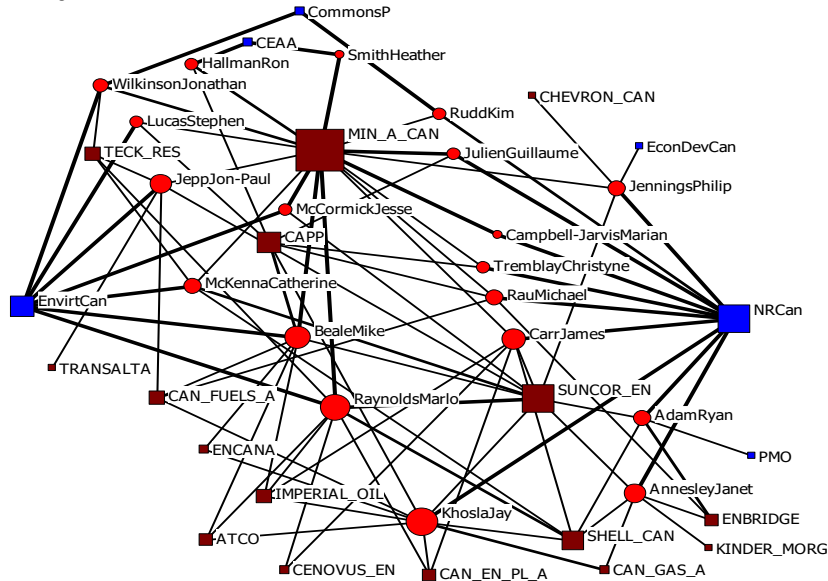 CommonsP
CEAA
SmithHeather
HallmanRon
WilkinsonJonathan
CHEVRON_CAN
RuddKim
LucasStephen
MIN_A_CAN
EconDevCan
TECK_RES
JulienGuillaume
JeppJon-Paul
JenningsPhilip
McCormickJesse
Campbell-JarvisMarian
CAPP
TremblayChristyne
McKennaCatherine
RauMichael
EnvirtCan
NRCan
BealeMike
CarrJames
TRANSALTA
SUNCOR_EN
CAN_FUELS_A
RaynoldsMarlo
AdamRyan
ENCANA
PMO
IMPERIAL_OIL
AnnesleyJanet
KhoslaJay
ENBRIDGE
ATCO
SHELL_CAN
KINDER_MORG
CENOVUS_EN
CAN_EN_PL_A
CAN_GAS_A